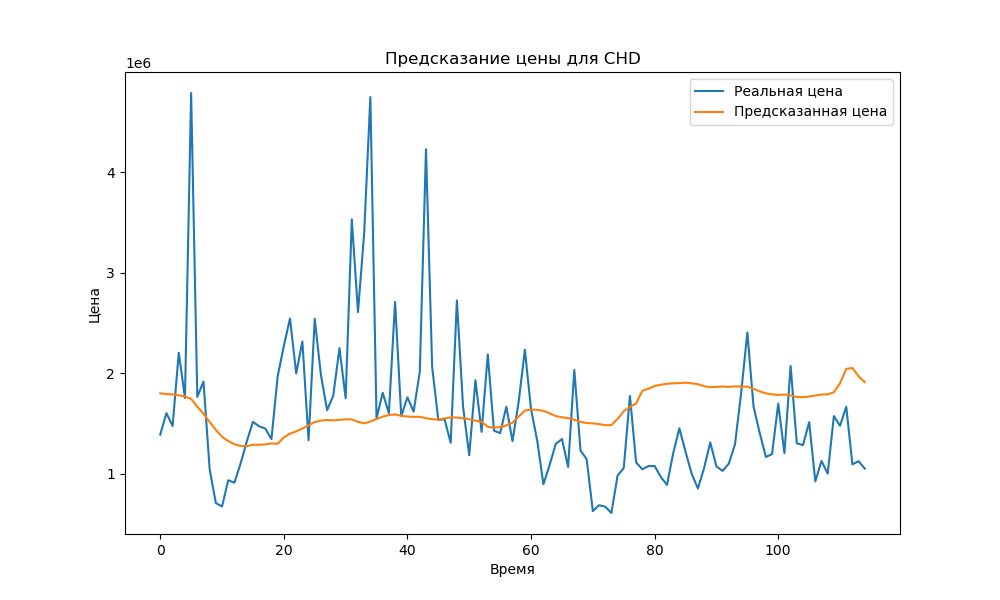 Предсказание цены для CHD
1e6
Реальная цена
Предсказанная цена
4
3
2
1
Цена
0 20 40 60 80 100
Время